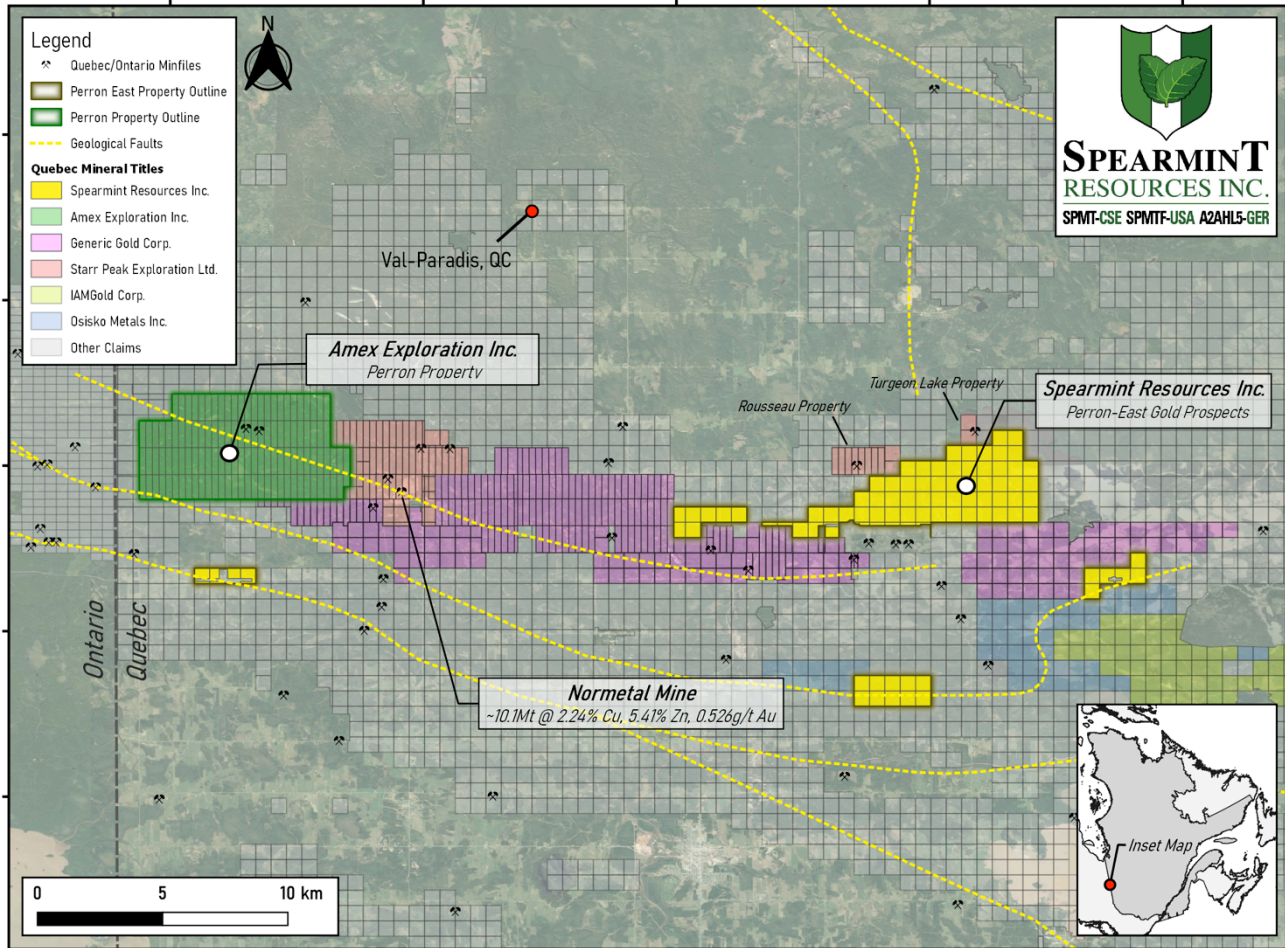 Legend
Quebec/Ontario Minfiles
Perron East Property Outline
Perron Property Outline
Geological Faults
Quebec Mineral Titles
Spearmint Resources Inc.
Amex Exploration Inc.
Generic Gold Corp.
Starr Peak Exploration Ltd.
IAMGold Corp.
Osisko Metals Inc.
Other Claims
N
SPEARMINT
RESOURCES INC.
SPMT-CSE SPMTF-USA A2AHL5-GER
Val-Paradis, QC
Amex Exploration Inc.
Perron Property
Rousseau Property
Turgeon Lake Property
Spearmint Resources Inc.
Perron-East Gold Prospects
Ontario
Quebec
Normetal Mine
~10.1Mt @ 2.24% Cu, 5.41% Zn, 0.526g/t Au
Inset Map
0 5 10 km